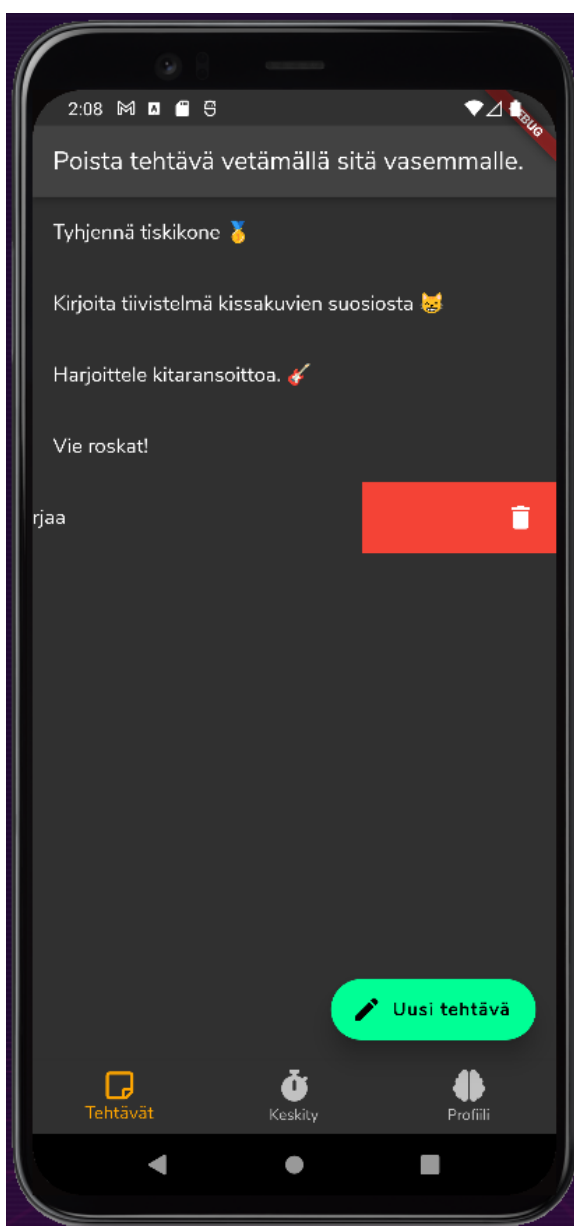 2:08
Poista tehtävä vetämällä sitä vasemmalle.
Tyhjennä tiskikone 🥇
Kirjoita tiivistelmä kissakuvien suosiosta 😸
Harjoittele kitaransoittoa. 🎸
Vie roskat!
rjaa
Uusi tehtävä
Tehtävät
Keskity
Profiili